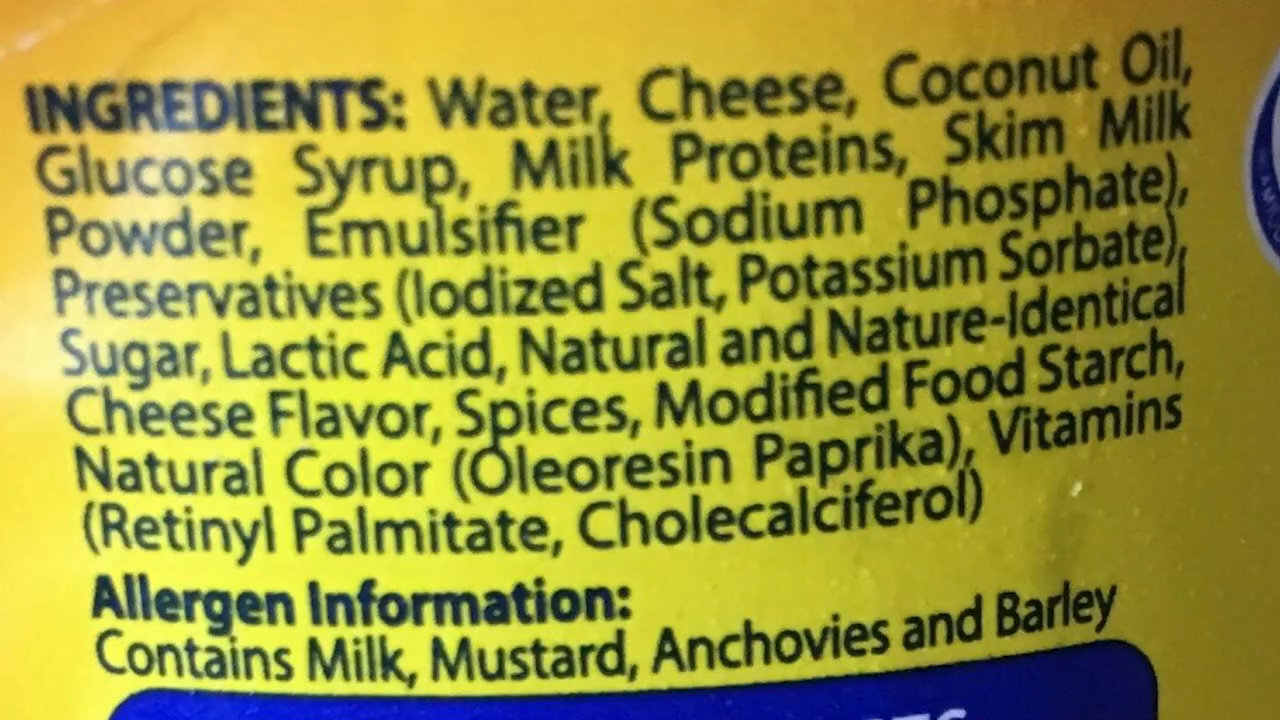 INGREDIENTS: Water, Cheese, Coconut Oil,
Glucose Syrup, Milk Proteins, Skim Milk
Powder, Emulsifier (Sodium Phosphate),
Preservatives (Iodized Salt, Potassium Sorbate),
Sugar, Lactic Acid, Natural and Nature-Identical
Cheese Flavor, Spices, Modified Food Starch,
Natural Color (Oleoresin Paprika), Vitamins
(Retinyl Palmitate, Cholecalciferol)
Allergen Information:
Contains Milk, Mustard, Anchovies and Barley